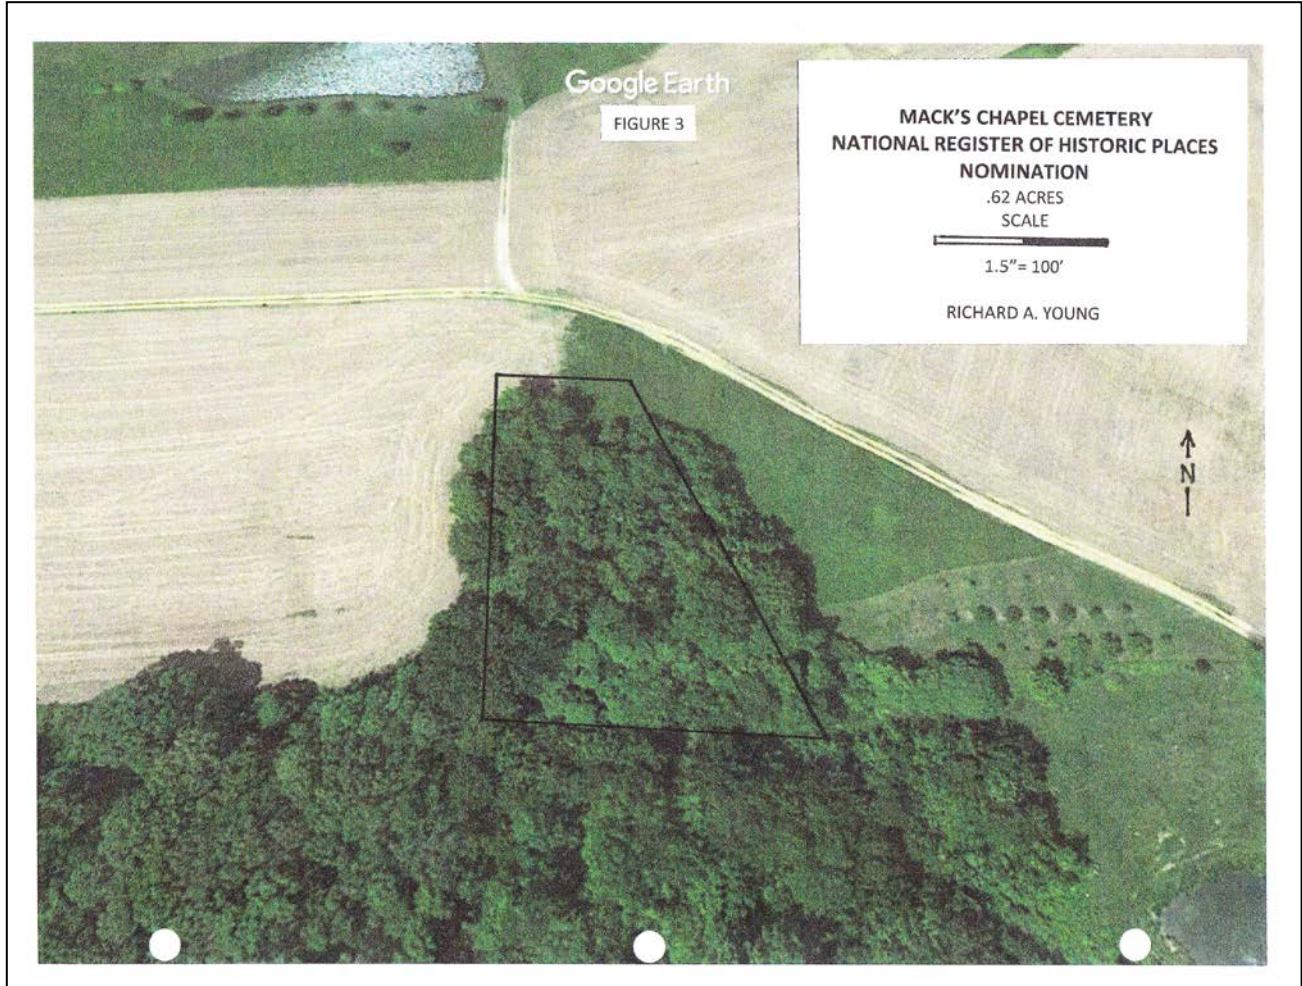 Google Earth
FIGURE 3
MACK'S CHAPEL CEMETERY
NATIONAL REGISTER OF HISTORIC PLACES
NOMINATION
.62 ACRES
SCALE
1.5"= 100'
RICHARD A. YOUNG
N